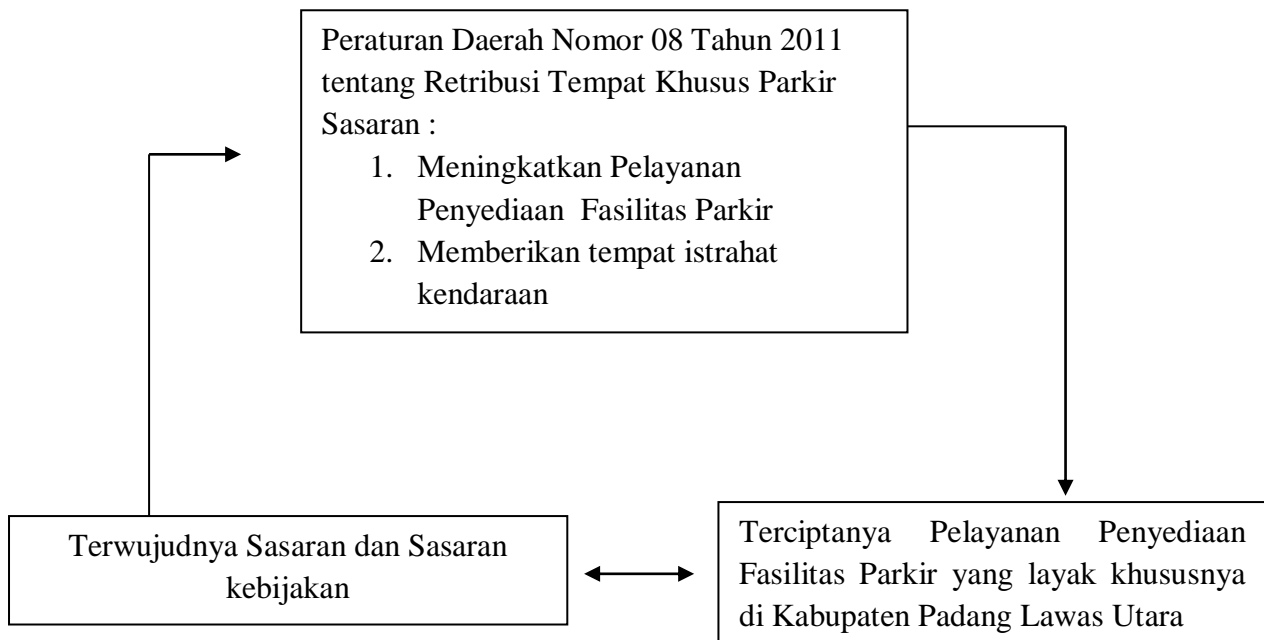 Peraturan Daerah Nomor 08 Tahun 2011
tentang Retribusi Tempat Khusus Parkir
Sasaran :
1. Meningkatkan Pelayanan
Penyediaan Fasilitas Parkir
2. Memberikan tempat istrahat
kendaraan
Terwujudnya Sasaran dan Sasaran
kebijakan
Terciptanya Pelayanan Penyediaan
Fasilitas Parkir yang layak khususnya
di Kabupaten Padang Lawas Utara